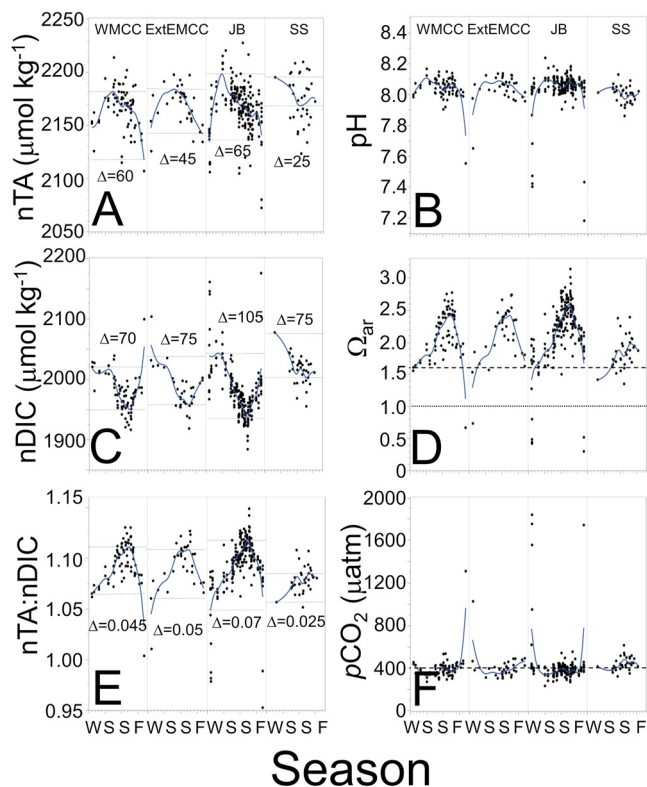 WMCC ExtEMCC JB SS
2250
2200
2150
2100
2050
nTA (μmol kg-1)
Δ=60 Δ=45 Δ=65 Δ=25
A
WMCC ExtEMCC JB SS
8.4
8.2
8.0
7.8
7.6
7.4
7.2
pH
B
2200
2100
2000
1900
nDIC (μmol kg-1)
Δ=70 Δ=75 Δ=105 Δ=75
C
3.0
2.5
2.0
1.5
1.0
0.5
0
Ωar
D
1.15
1.10
1.05
1.00
0.95
nTA:nDIC
Δ=0.045 Δ=0.05 Δ=0.07 Δ=0.025
E
W S S F W S S F W S S F W S S F
2000
1600
1200
800
400
0
pCO2 (μatm)
F
W S S F W S S F W S S F W S S F
Season